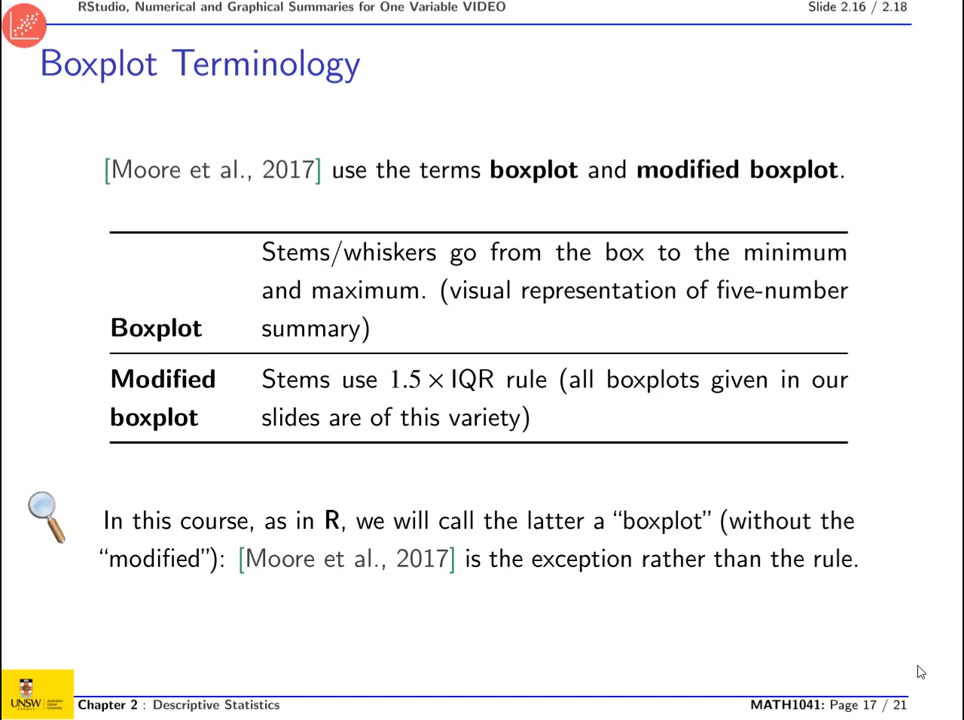 RStudio, Numerical and Graphical Summaries for One Variable VIDEO
Slide 2.16 / 2.18
Boxplot Terminology
[Moore et al., 2017] use the terms boxplot and modified boxplot.
Stems/whiskers go from the box to the minimum
and maximum. (visual representation of five-number
Boxplot summary)
Modified Stems use 1.5 × IQR rule (all boxplots given in our
boxplot slides are of this variety)
In this course, as in R, we will call the latter a “boxplot” (without the
“modified”): [Moore et al., 2017] is the exception rather than the rule.
UNSW
Chapter 2 : Descriptive Statistics
MATH1041: Page 17 / 21